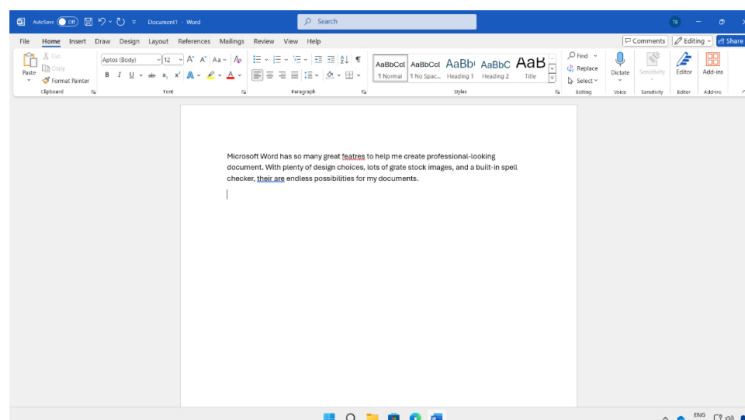 AutoSave Off Document1 - Word Search
File Home Insert Draw Design Layout References Mailings Review View Help Comments Editing Share
Paste Cut Copy Format Painter
Aptos (Body) 12
AaBbCcI AaBbCcI AaBb( AaBbC AaB
¶ Normal ¶ No Spac... Heading 1 Heading 2 Title
Find Replace Select
Dictate Sensitivity Editor Add-ins
Clipboard Font Paragraph Styles Editing Voice Sensitivity Editor Add-ins
Microsoft Word has so many great featres to help me create professional-looking
document. With plenty of design choices, lots of grate stock images, and a built-in spell
checker, their are endless possibilities for my documents.
ENG